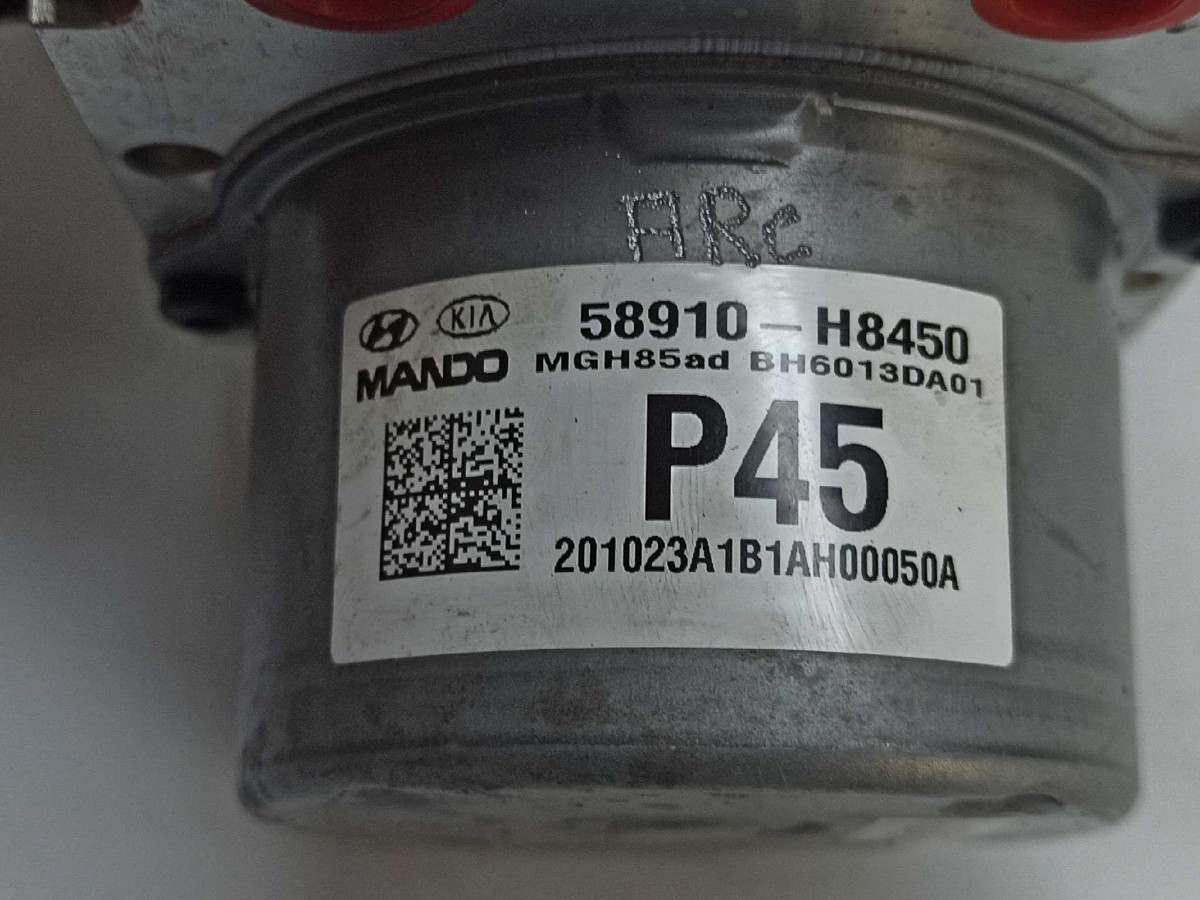 ARC
KIA
MANDO
58910 - H8450
MGH85ad BH6013DA01
P45
201023A1B1AH00050A